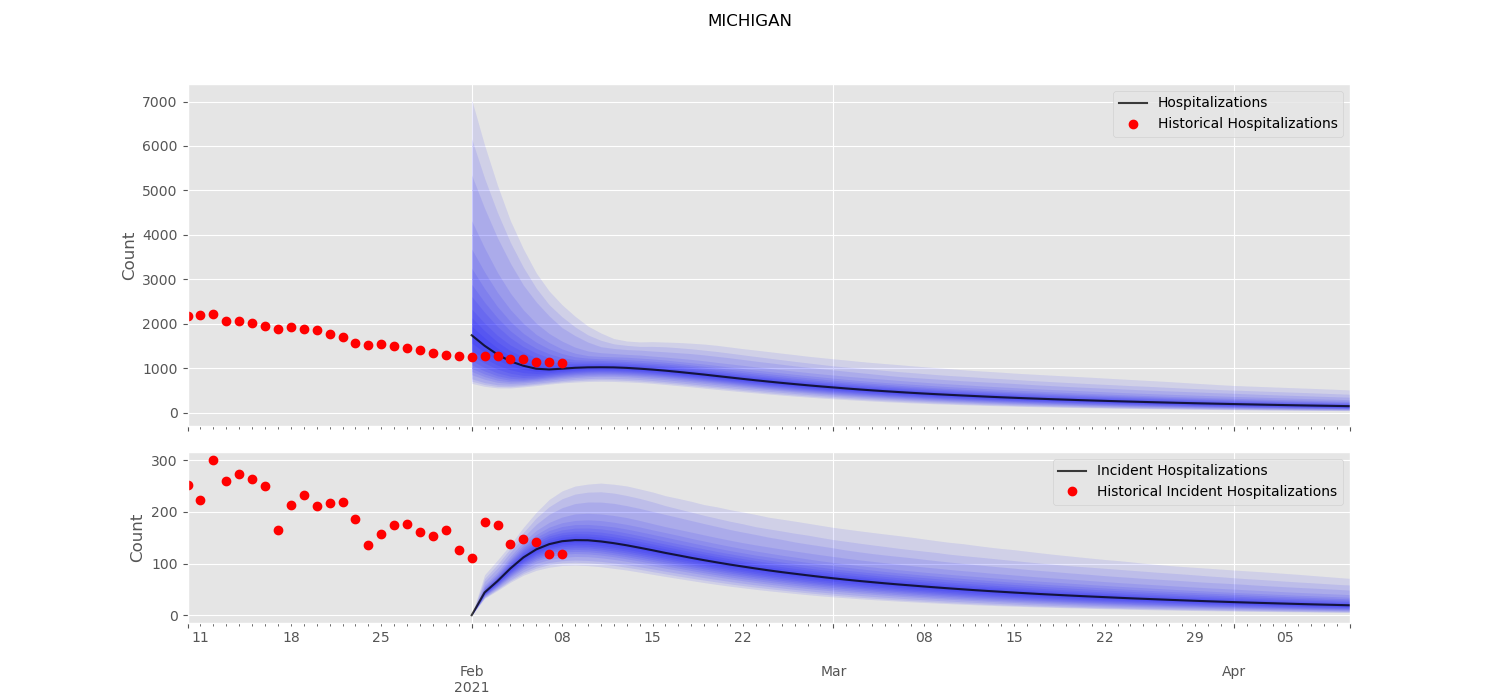 MICHIGAN
Hospitalizations
Historical Hospitalizations
7000
6000
5000
4000
3000
2000
1000
0
Count
Incident Hospitalizations
Historical Incident Hospitalizations
300
200
100
0
Count
11 18 25 08 15 22 08 15 22 29 05
Feb Mar Apr
2021